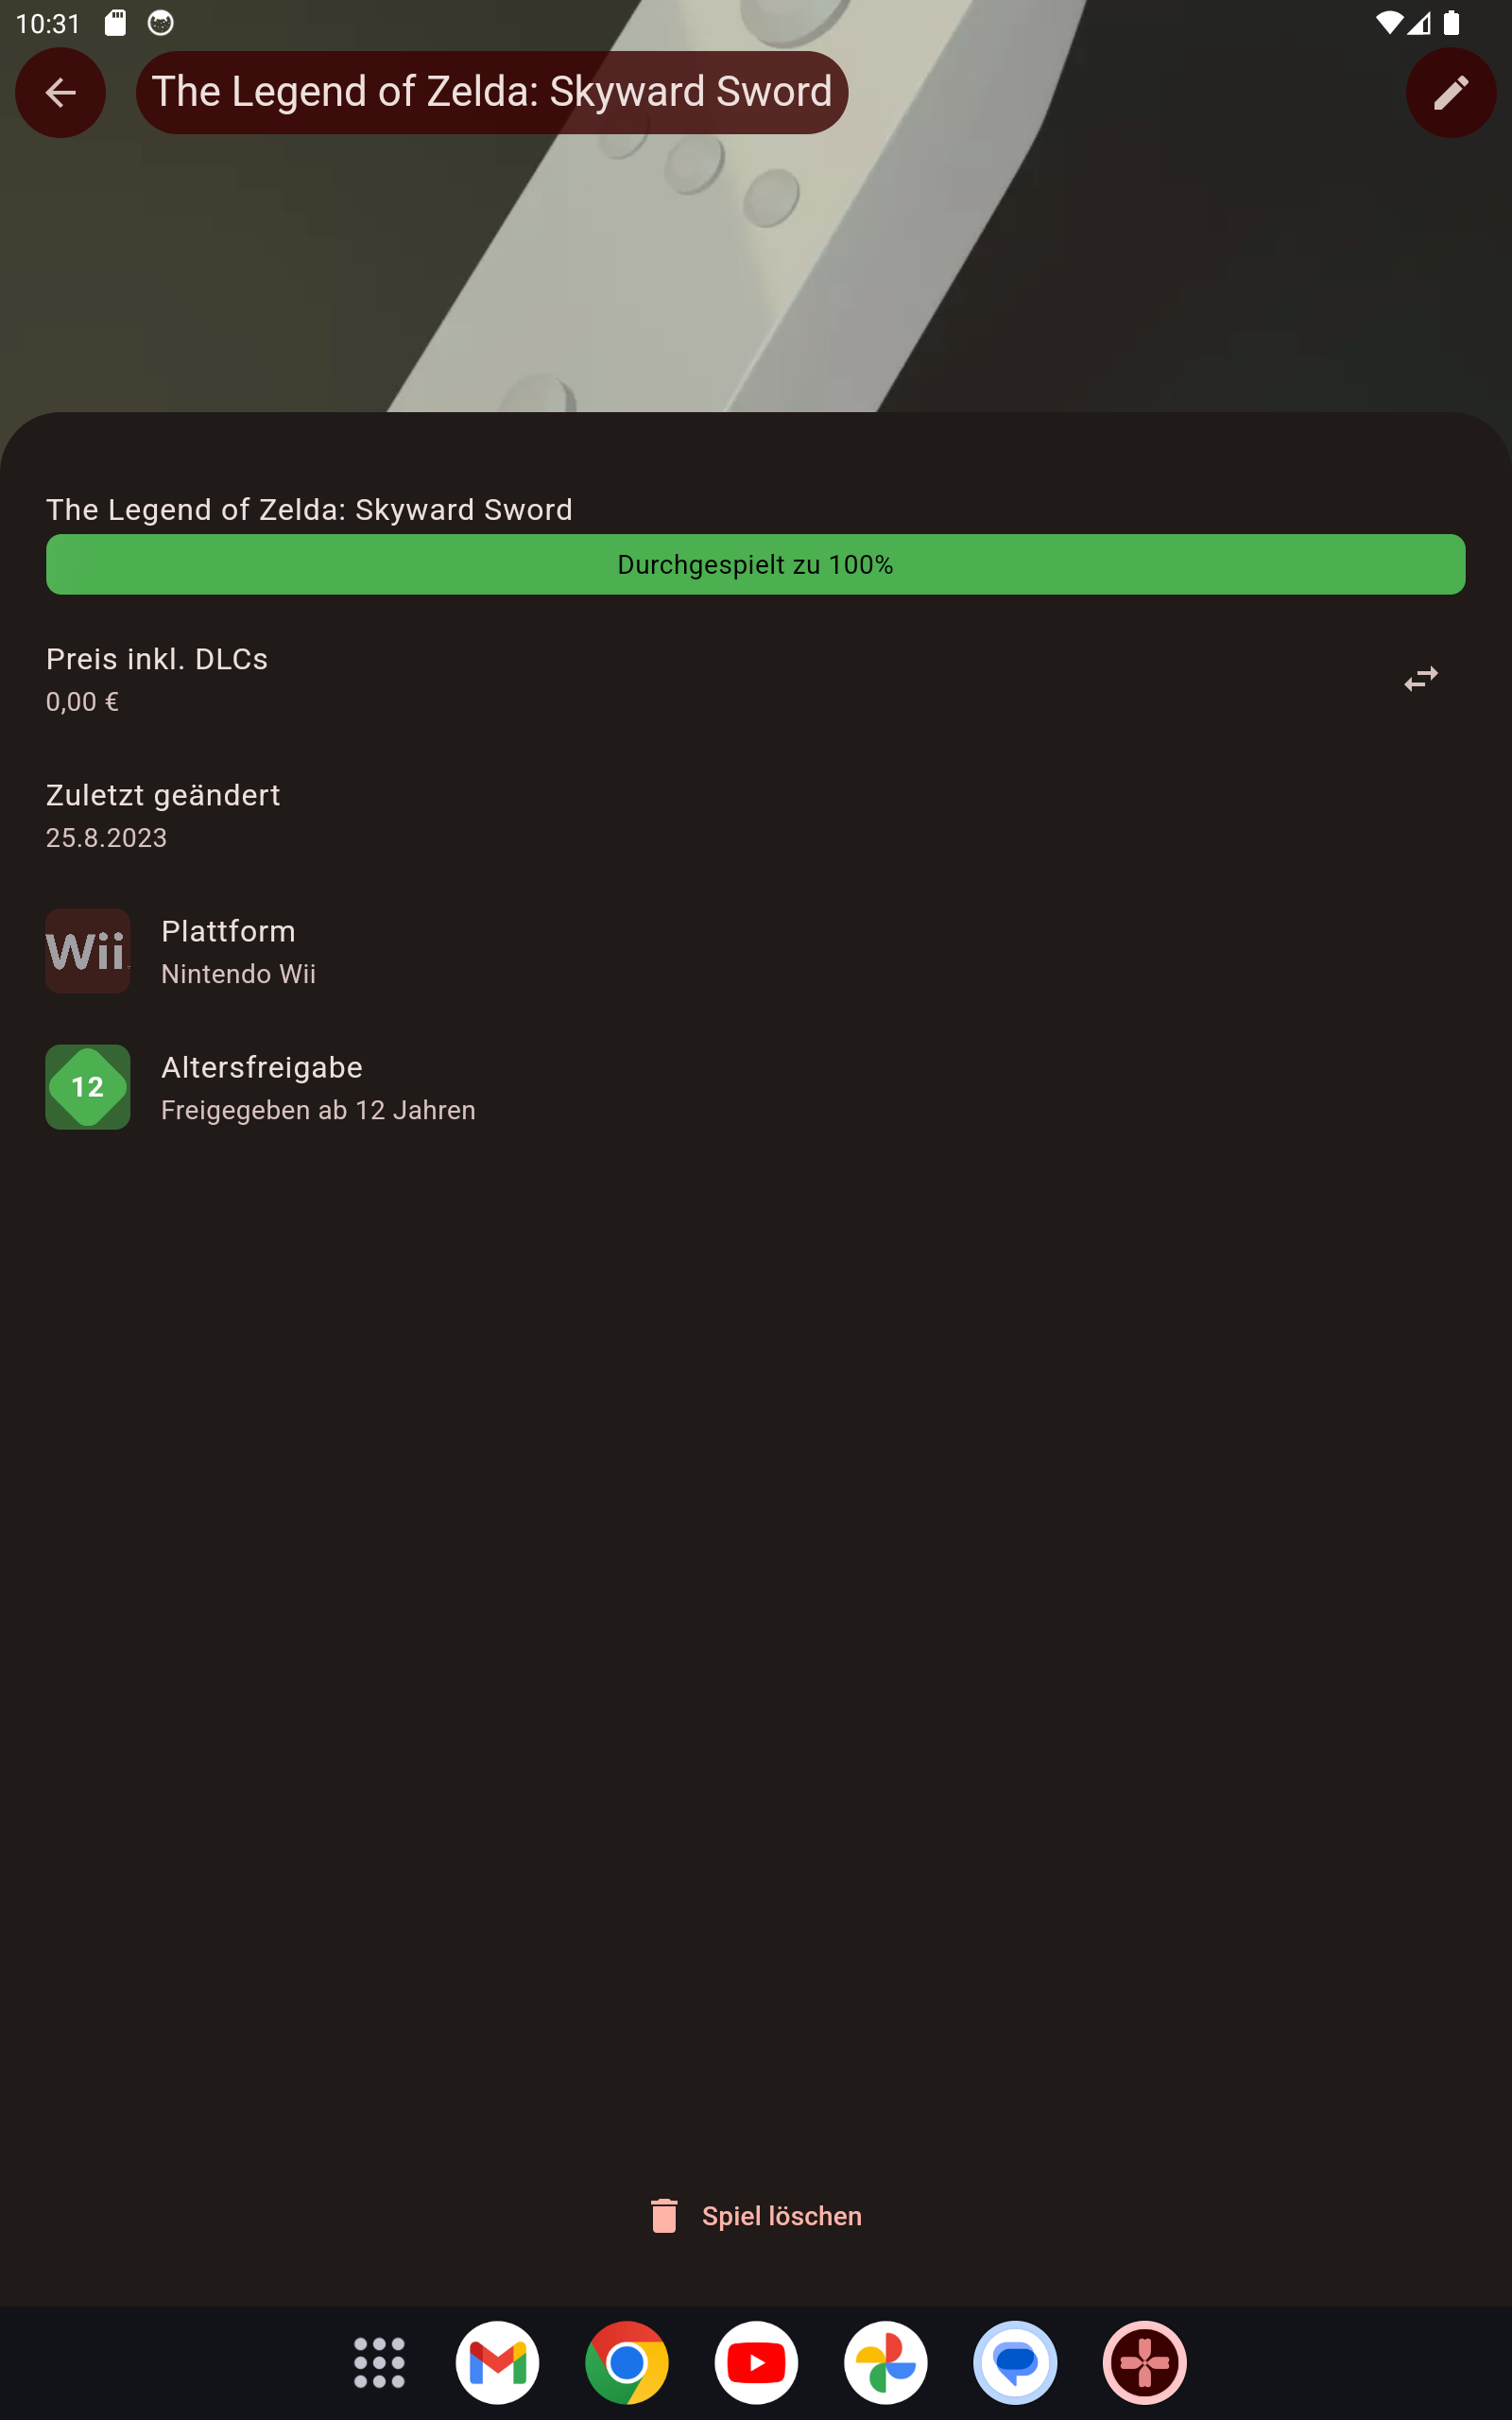 10:31
The Legend of Zelda: Skyward Sword
The Legend of Zelda: Skyward Sword
Durchgespielt zu 100%
Preis inkl. DLCs
0,00 €
Zuletzt geändert
25.8.2023
Wii
Plattform
Nintendo Wii
12
Altersfreigabe
Freigegeben ab 12 Jahren
Spiel löschen